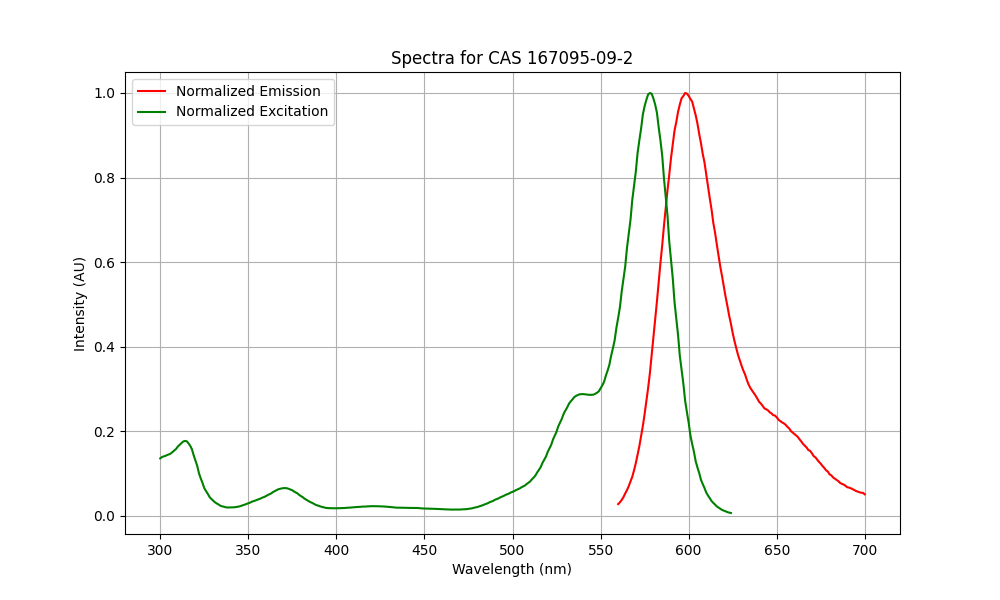 Spectra for CAS 167095-09-2
Normalized Emission
Normalized Excitation
1.0
0.8
0.6
0.4
0.2
0.0
Intensity (AU)
300 350 400 450 500 550 600 650 700
Wavelength (nm)